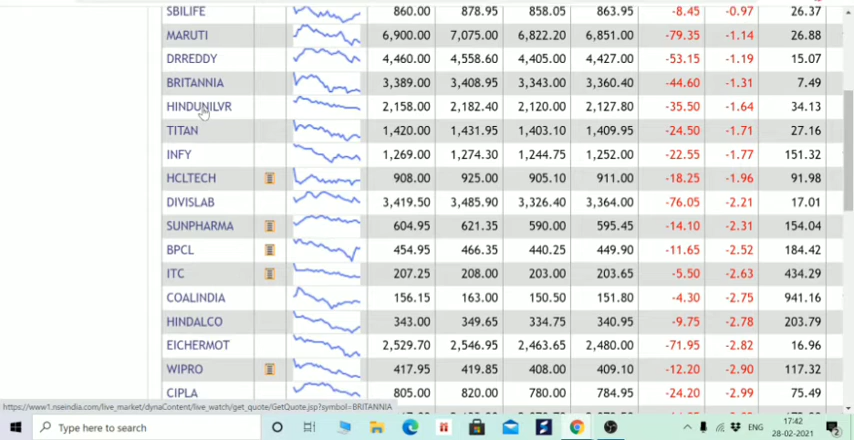 SBILIFE 860.00 878.95 858.05 863.95 -8.45 -0.97 26.37
MARUTI 6,900.00 7,075.00 6,822.20 6,851.00 -79.35 -1.14 26.88
DRREDDY 4,460.00 4,558.60 4,405.00 4,427.00 -53.15 -1.19 15.07
BRITANNIA 3,389.00 3,408.95 3,343.00 3,360.40 -44.60 -1.31 7.49
HINDUNILVR 2,158.00 2,182.40 2,120.00 2,127.80 -35.50 -1.64 34.13
TITAN 1,420.00 1,431.95 1,403.10 1,409.95 -24.50 -1.71 27.16
INFY 1,269.00 1,274.30 1,244.75 1,252.00 -22.55 -1.77 151.32
HCLTECH 908.00 925.00 905.10 911.00 -18.25 -1.96 91.98
DIVISLAB 3,419.50 3,485.90 3,326.40 3,364.00 -76.05 -2.21 17.01
SUNPHARMA 604.95 621.35 590.00 595.45 -14.10 -2.31 154.04
BPCL 454.95 466.35 440.25 449.90 -11.65 -2.52 184.42
ITC 207.25 208.00 203.00 203.65 -5.50 -2.63 434.29
COALINDIA 156.15 163.00 150.50 151.80 -4.30 -2.75 941.16
HINDALCO 343.00 349.65 334.75 340.95 -9.75 -2.78 203.79
EICHERMOT 2,529.70 2,546.95 2,463.65 2,480.00 -71.95 -2.82 16.96
WIPRO 417.95 419.85 408.00 409.10 -12.20 -2.90 117.32
CIPLA 805.00 820.00 780.00 784.95 -24.20 -2.99 75.49
https://www1.nseindia.com/live_market/dynaContent/live_watch/get_quote/GetQuote.jsp?symbol=BRITANNIA
Type here to search
ENG
17:42
28-02-2021
2